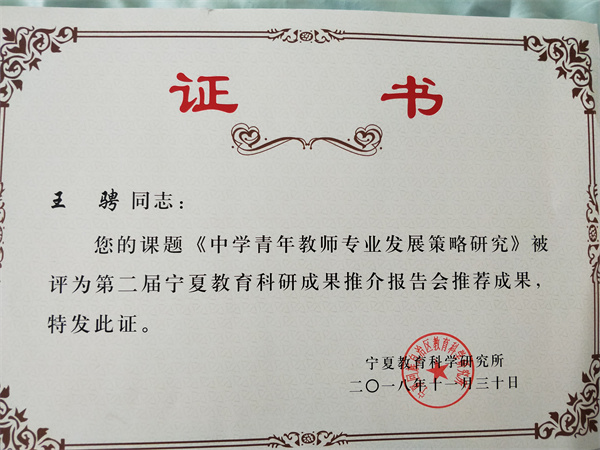 证 书
王 骋 同志：
您的课题《中学青年教师专业发展策略研究》被
评为第二届宁夏教育科研成果推介报告会推荐成果，
特发此证。
宁夏教育科学研究所
二〇一八年十一月三十日